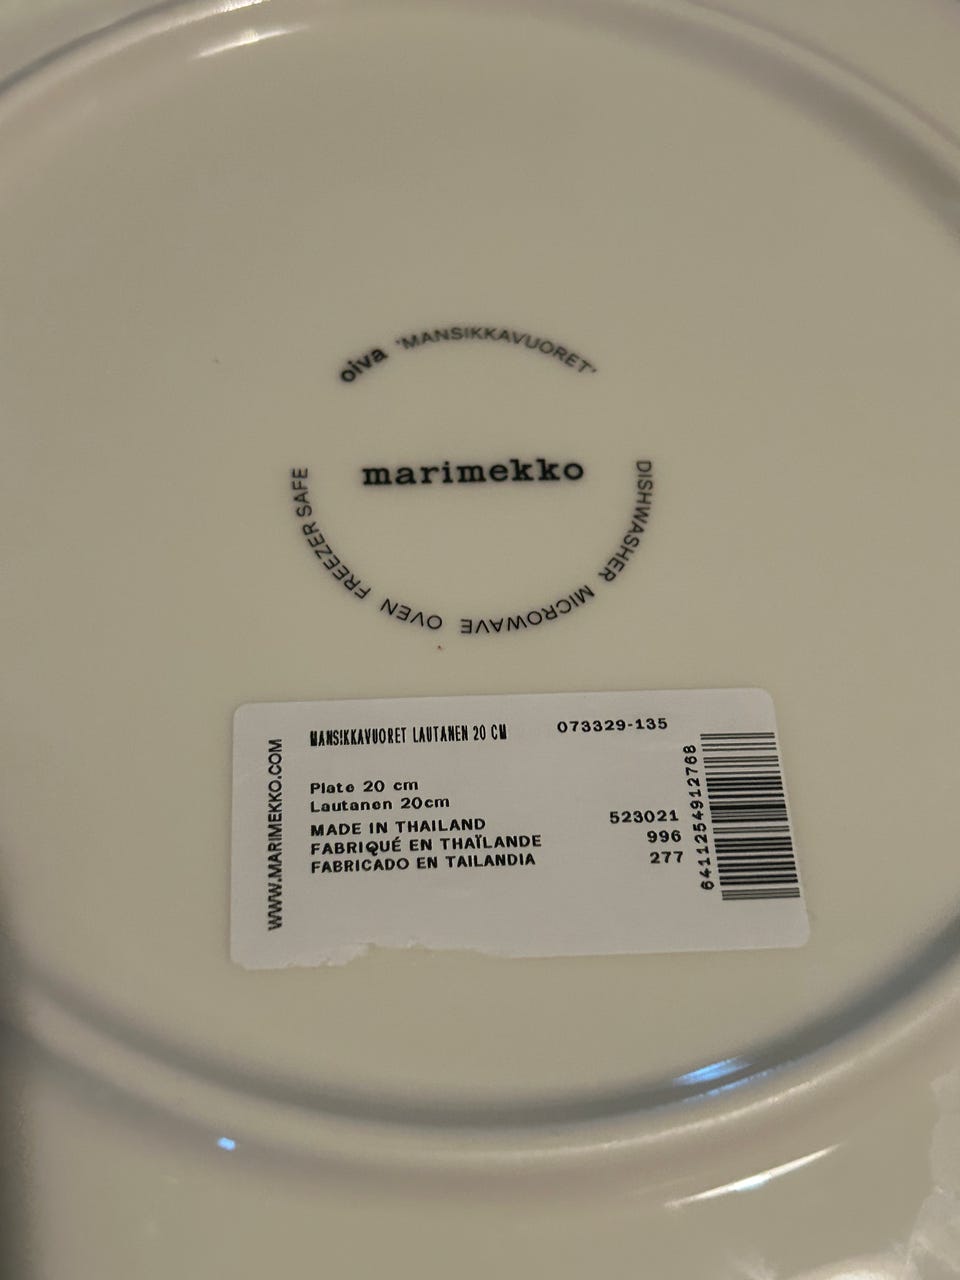 oiva 'MANSIKKAVUORET'
marimekko
DISHWASHER MICROWAVE OVEN FREEZER SAFE
WWW.MARIMEKKO.COM
MANSIKKAVUORET LAUTANEN 20 CM 073329-135
Plate 20 cm
Lautanen 20cm
MADE IN THAILAND 523021
FABRIQUÉ EN THAÏLANDE 996
FABRICADO EN TAILANDIA 277
6411254912768